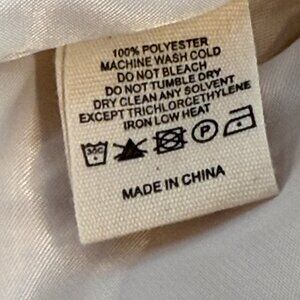 100% POLYESTER
MACHINE WASH COLD
DO NOT BLEACH
DO NOT TUMBLE DRY
DRY CLEAN ANY SOLVENT
EXCEPT TRICHLORCETHYLENE
IRON LOW HEAT
30C P
MADE IN CHINA